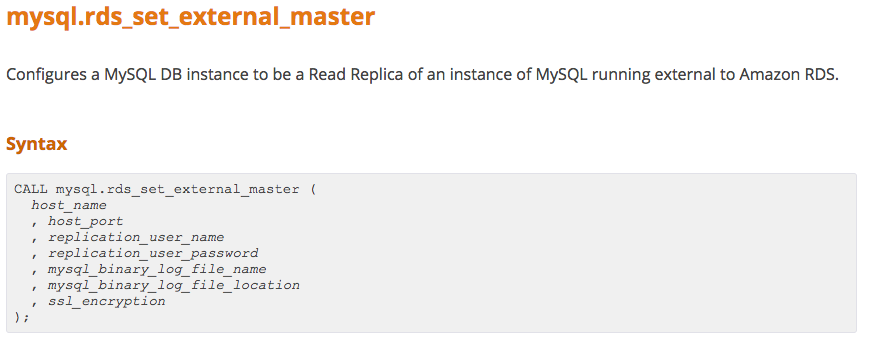 mysql.rds_set_external_master
Configures a MySQL DB instance to be a Read Replica of an instance of MySQL running external to Amazon RDS.
Syntax
CALL mysql.rds_set_external_master (
  host_name
  , host_port
  , replication_user_name
  , replication_user_password
  , mysql_binary_log_file_name
  , mysql_binary_log_file_location
  , ssl_encryption
);